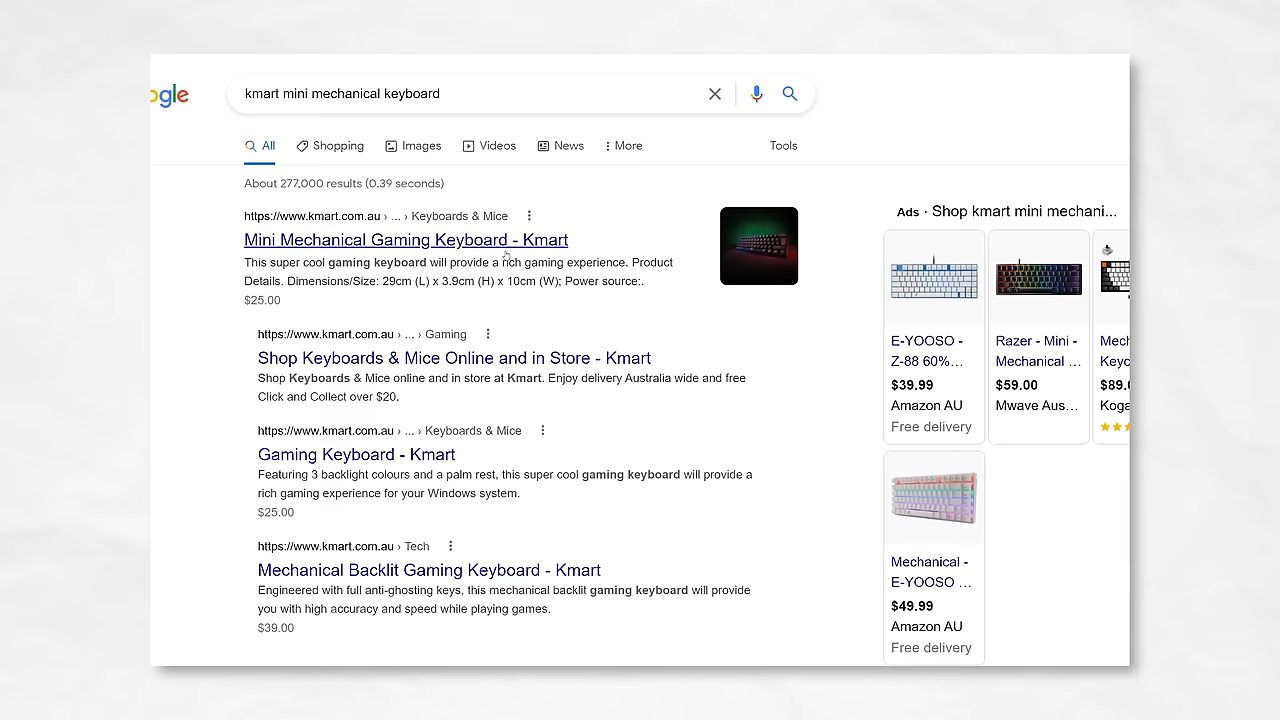 ogle
kmart mini mechanical keyboard
All Shopping Images Videos News More Tools
About 277,000 results (0.39 seconds)
https://www.kmart.com.au › ... › Keyboards & Mice
Mini Mechanical Gaming Keyboard - Kmart
This super cool gaming keyboard will provide a rich gaming experience. Product
Details. Dimensions/Size: 29cm (L) x 3.9cm (H) x 10cm (W); Power source:.
$25.00
https://www.kmart.com.au › ... › Gaming
Shop Keyboards & Mice Online and in Store - Kmart
Shop Keyboards & Mice online and in store at Kmart. Enjoy delivery Australia wide and free
Click and Collect over $20.
https://www.kmart.com.au › ... › Keyboards & Mice
Gaming Keyboard - Kmart
Featuring 3 backlight colours and a palm rest, this super cool gaming keyboard will provide a
rich gaming experience for your Windows system.
$25.00
https://www.kmart.com.au › Tech
Mechanical Backlit Gaming Keyboard - Kmart
Engineered with full anti-ghosting keys, this mechanical backlit gaming keyboard will provide
you with high accuracy and speed while playing games.
$39.00
Ads · Shop kmart mini mechani...
E-YOOSO -
Z-88 60%...
$39.99
Amazon AU
Free delivery
Razer - Mini -
Mechanical ...
$59.00
Mwave Aus...
Mech
Keyc
$89.
Koga
Mechanical -
E-YOOSO ...
$49.99
Amazon AU
Free delivery